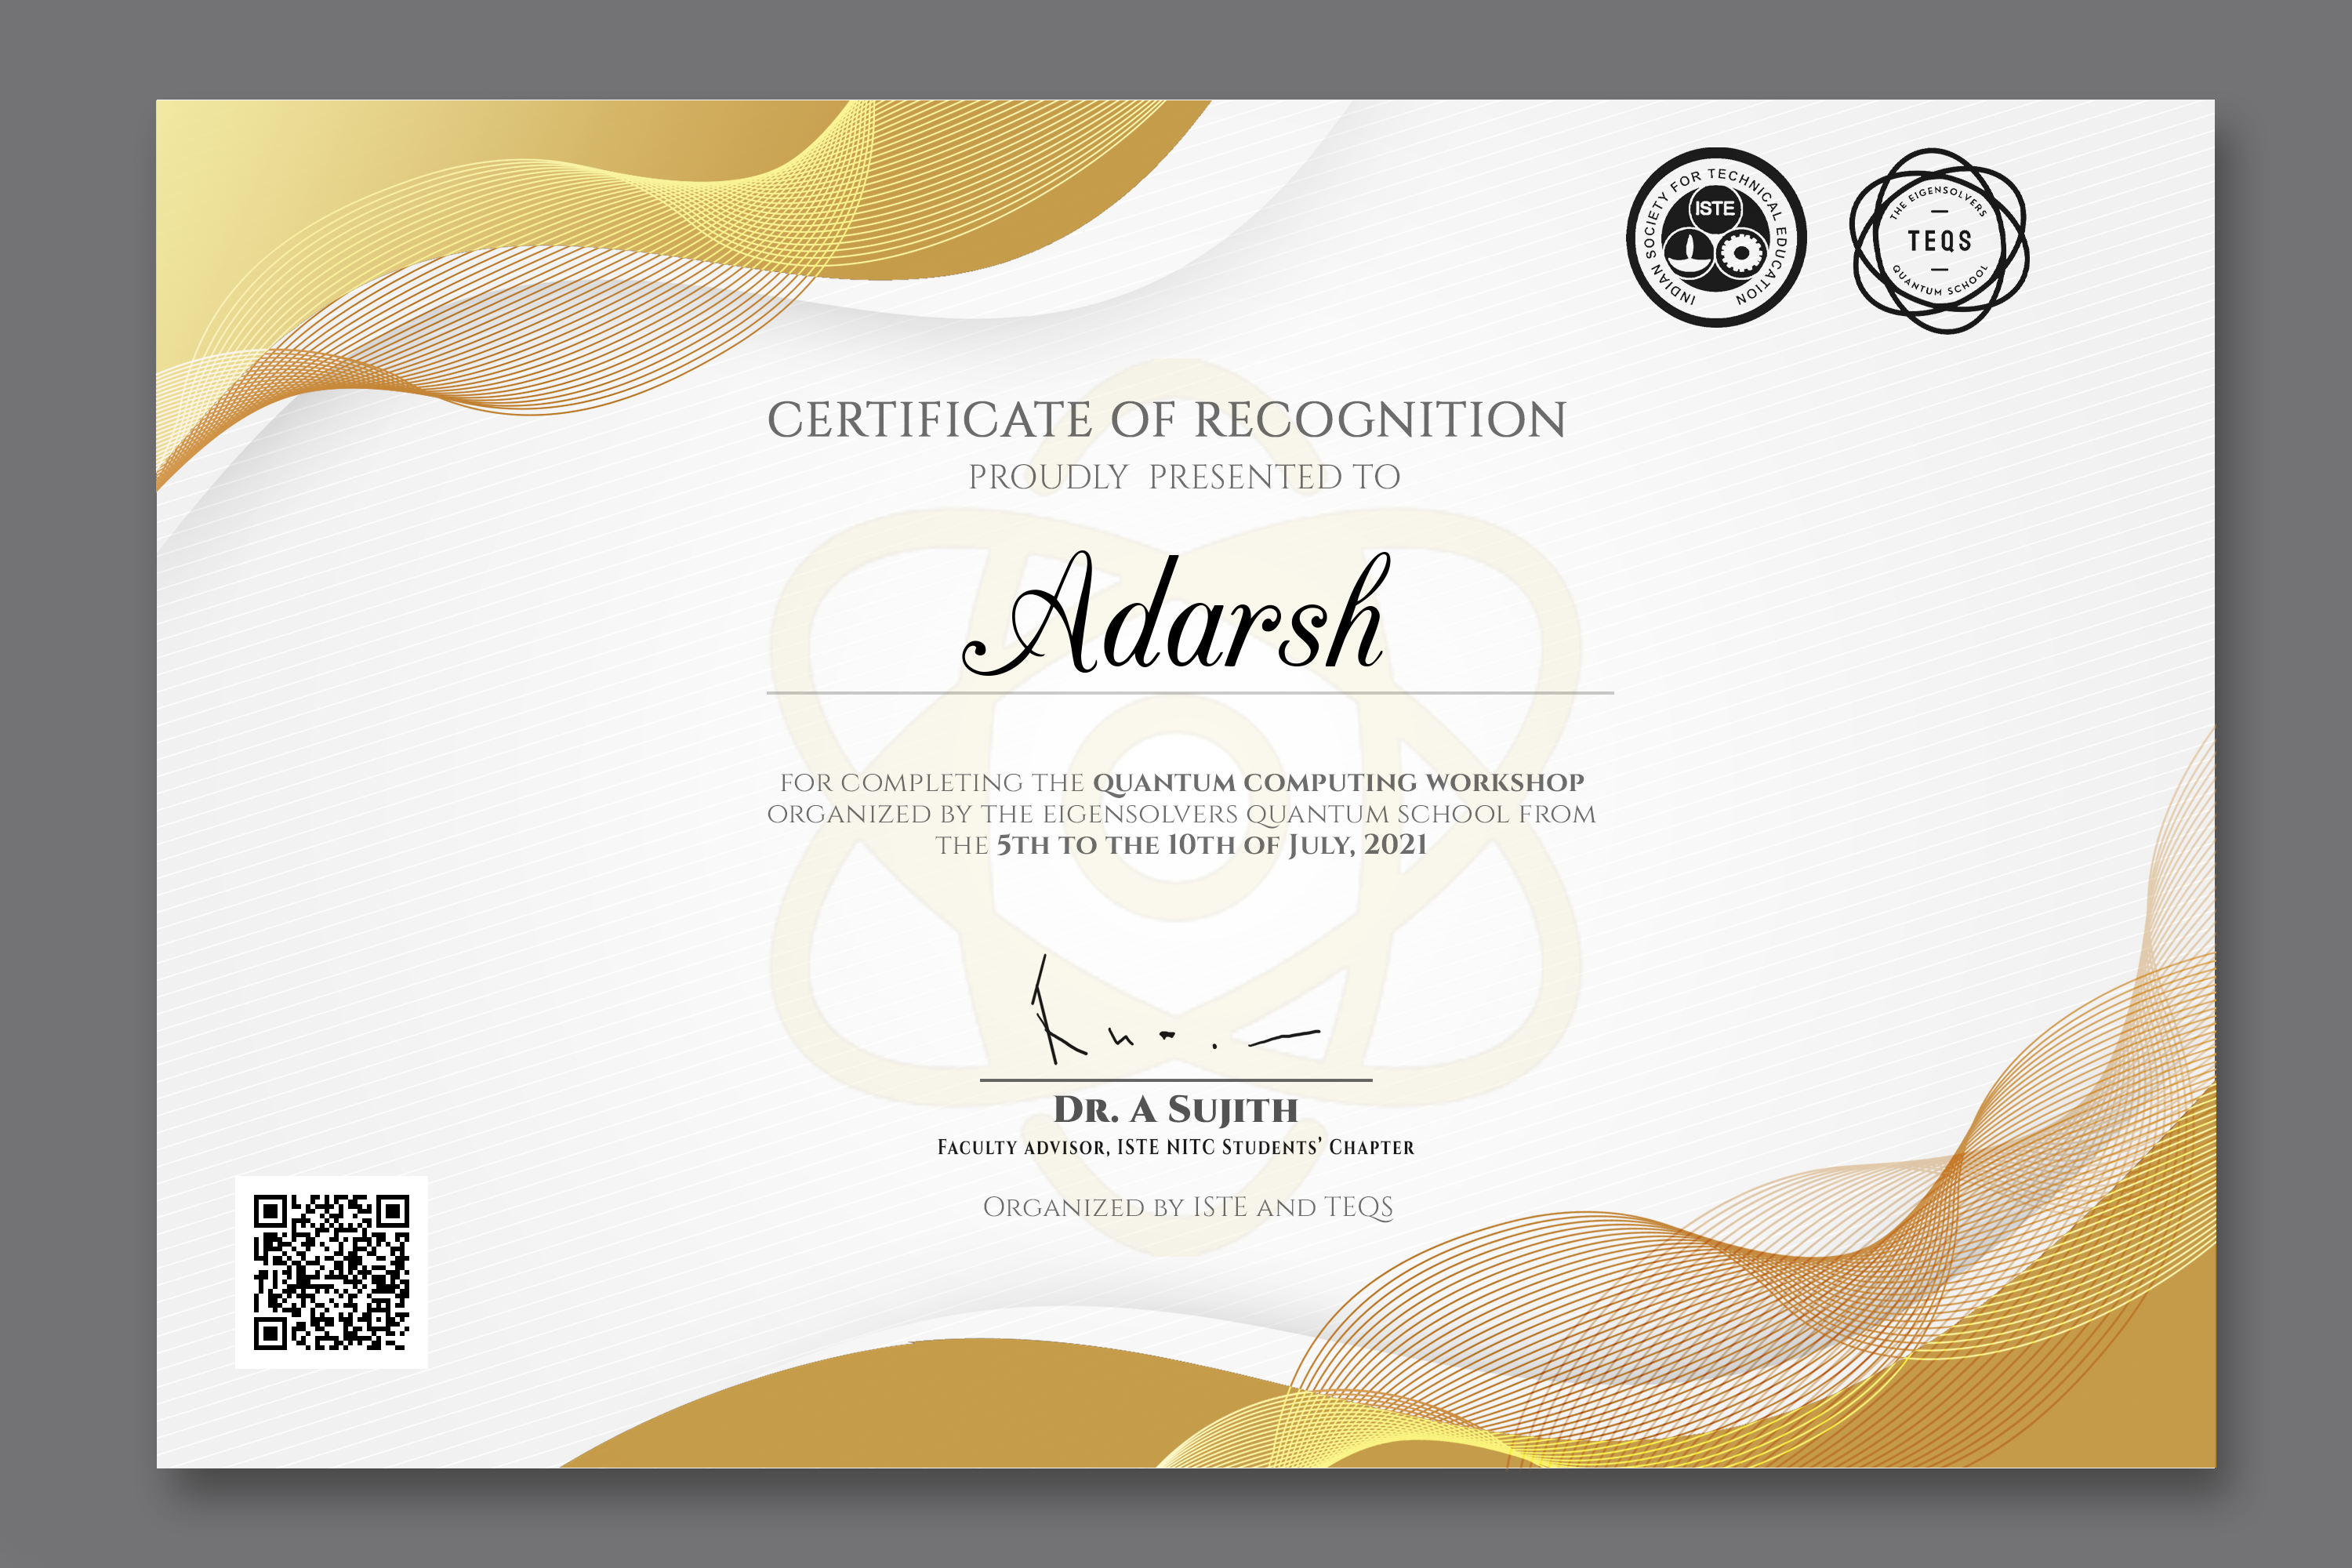 INDIAN SOCIETY FOR TECHNICAL EDUCATION
ISTE
THE EIGENSOLVERS
TEQS
QUANTUM SCHOOL
CERTIFICATE OF RECOGNITION
PROUDLY PRESENTED TO
Adarsh
FOR COMPLETING THE QUANTUM COMPUTING WORKSHOP
ORGANIZED BY THE EIGENSOLVERS QUANTUM SCHOOL FROM
THE 5TH TO THE 10TH OF JULY, 2021
DR. A SUJITH
FACULTY ADVISOR, ISTE NITC STUDENTS’ CHAPTER
ORGANIZED BY ISTE AND TEQS